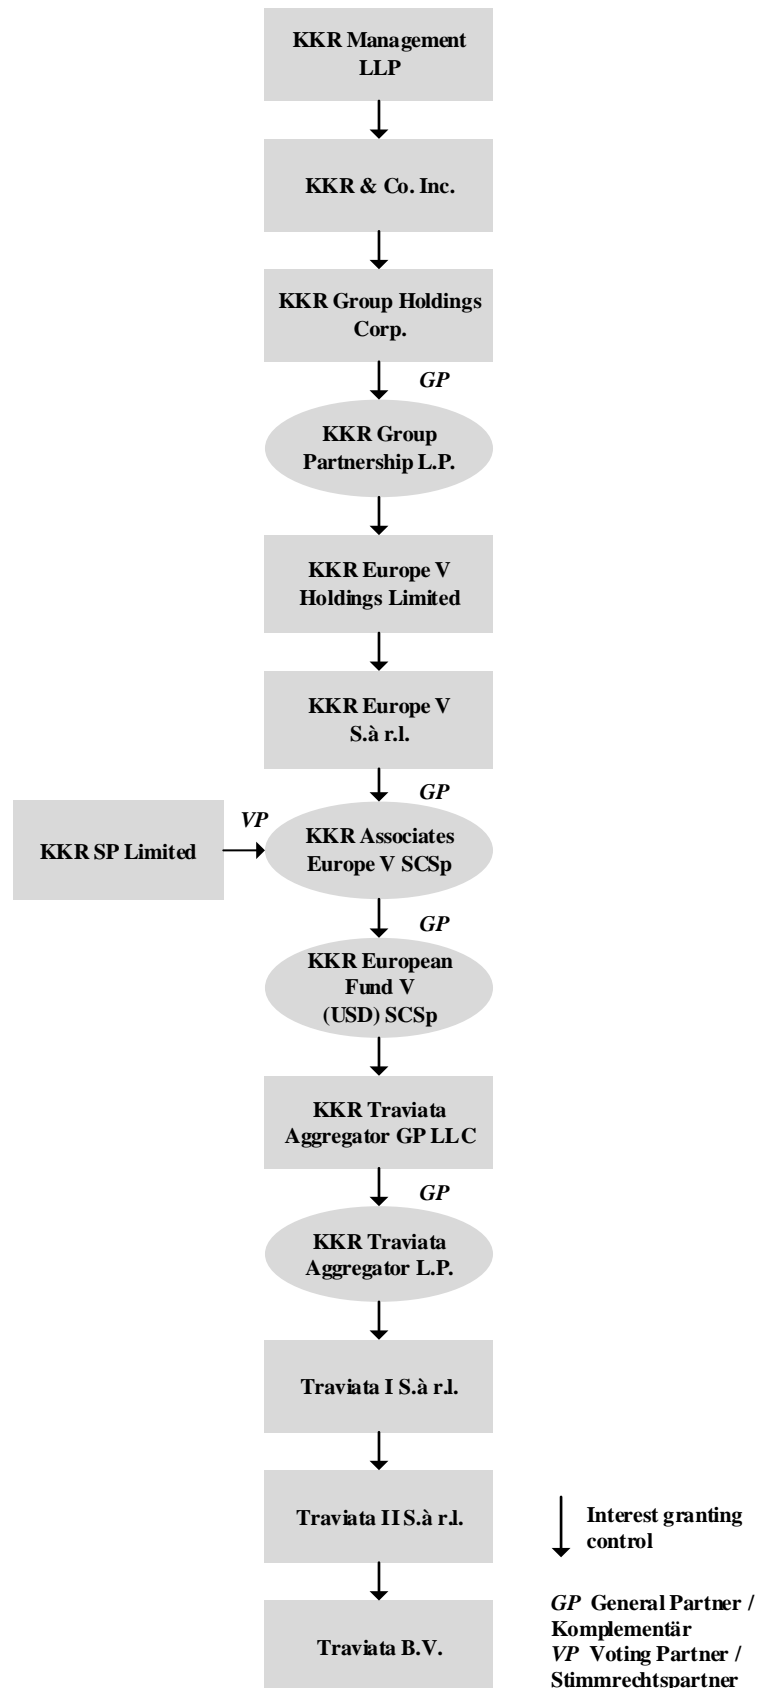 KKR Management
LLP
KKR & Co. Inc.
KKR Group Holdings
Corp.
GP
KKR Group
Partnership L.P.
KKR Europe V
Holdings Limited
KKR Europe V
S.à r.l.
GP
VP
KKR SP Limited
KKR Associates
Europe V SCSp
GP
KKR European
Fund V
(USD) SCSp
KKR Traviata
Aggregator GP LLC
GP
KKR Traviata
Aggregator L.P.
Traviata I S.à r.l.
Traviata II S.à r.l.
Traviata B.V.
Interest granting
control
GP General Partner /
Komplementär
VP Voting Partner /
Stimmrechtspartner